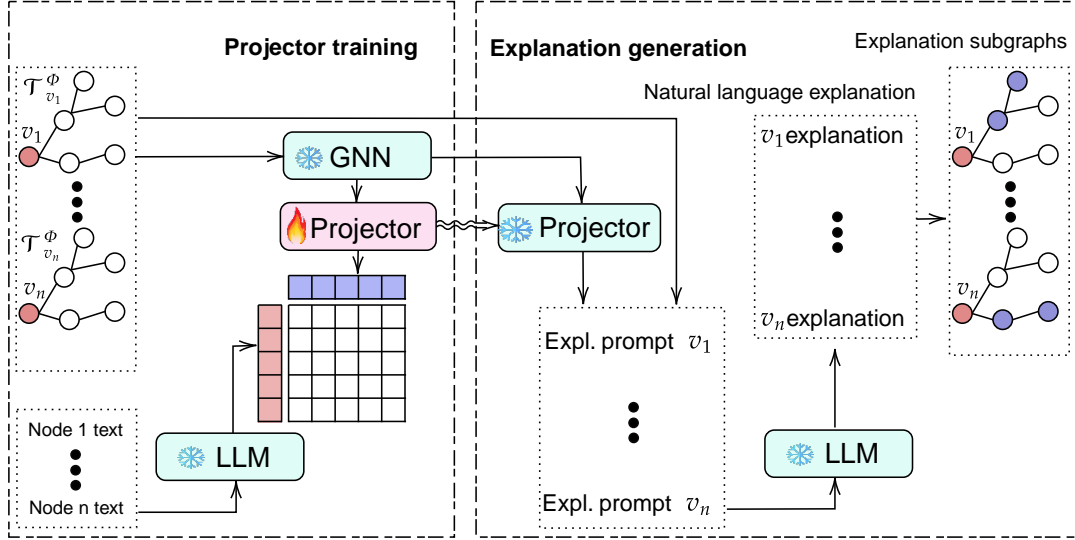 Projector training
𝒯^Φ_{v_1}
v_1
GNN
Projector
𝒯^Φ_{v_n}
v_n
Node 1 text
LLM
Node n text
Explanation generation
Explanation subgraphs
Natural language explanation
v_1 explanation
v_1
Projector
v_n explanation
v_n
Expl. prompt v_1
LLM
Expl. prompt v_n